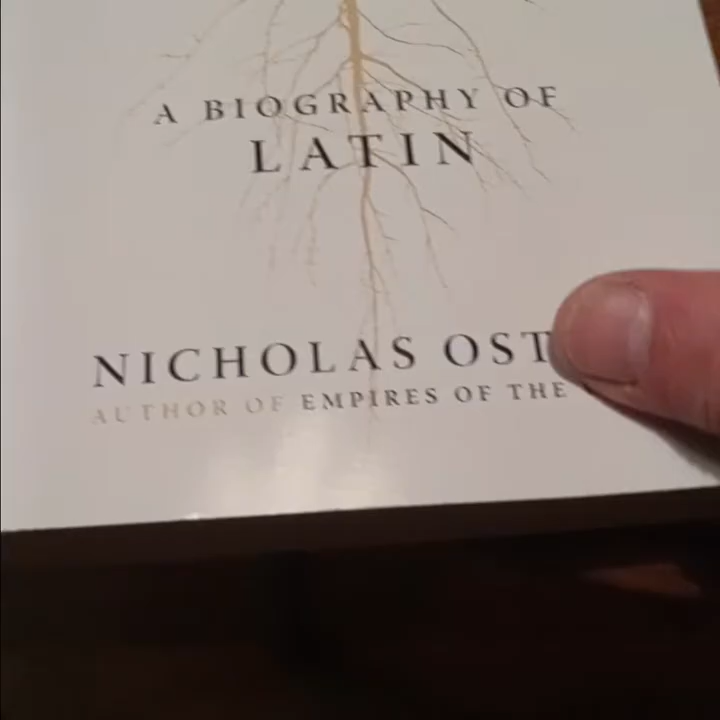 A BIOGRAPHY OF
LATIN
NICHOLAS OST
AUTHOR OF EMPIRES OF THE